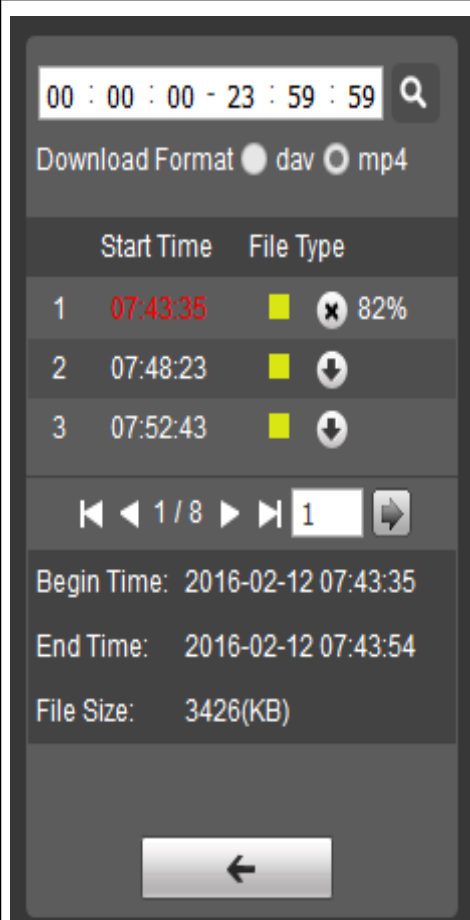 00 : 00 : 00 - 23 : 59 : 59
Download Format dav mp4
Start Time File Type
1 07:43:35 82%
2 07:48:23
3 07:52:43
1 / 8 1
Begin Time: 2016-02-12 07:43:35
End Time: 2016-02-12 07:43:54
File Size: 3426(KB)